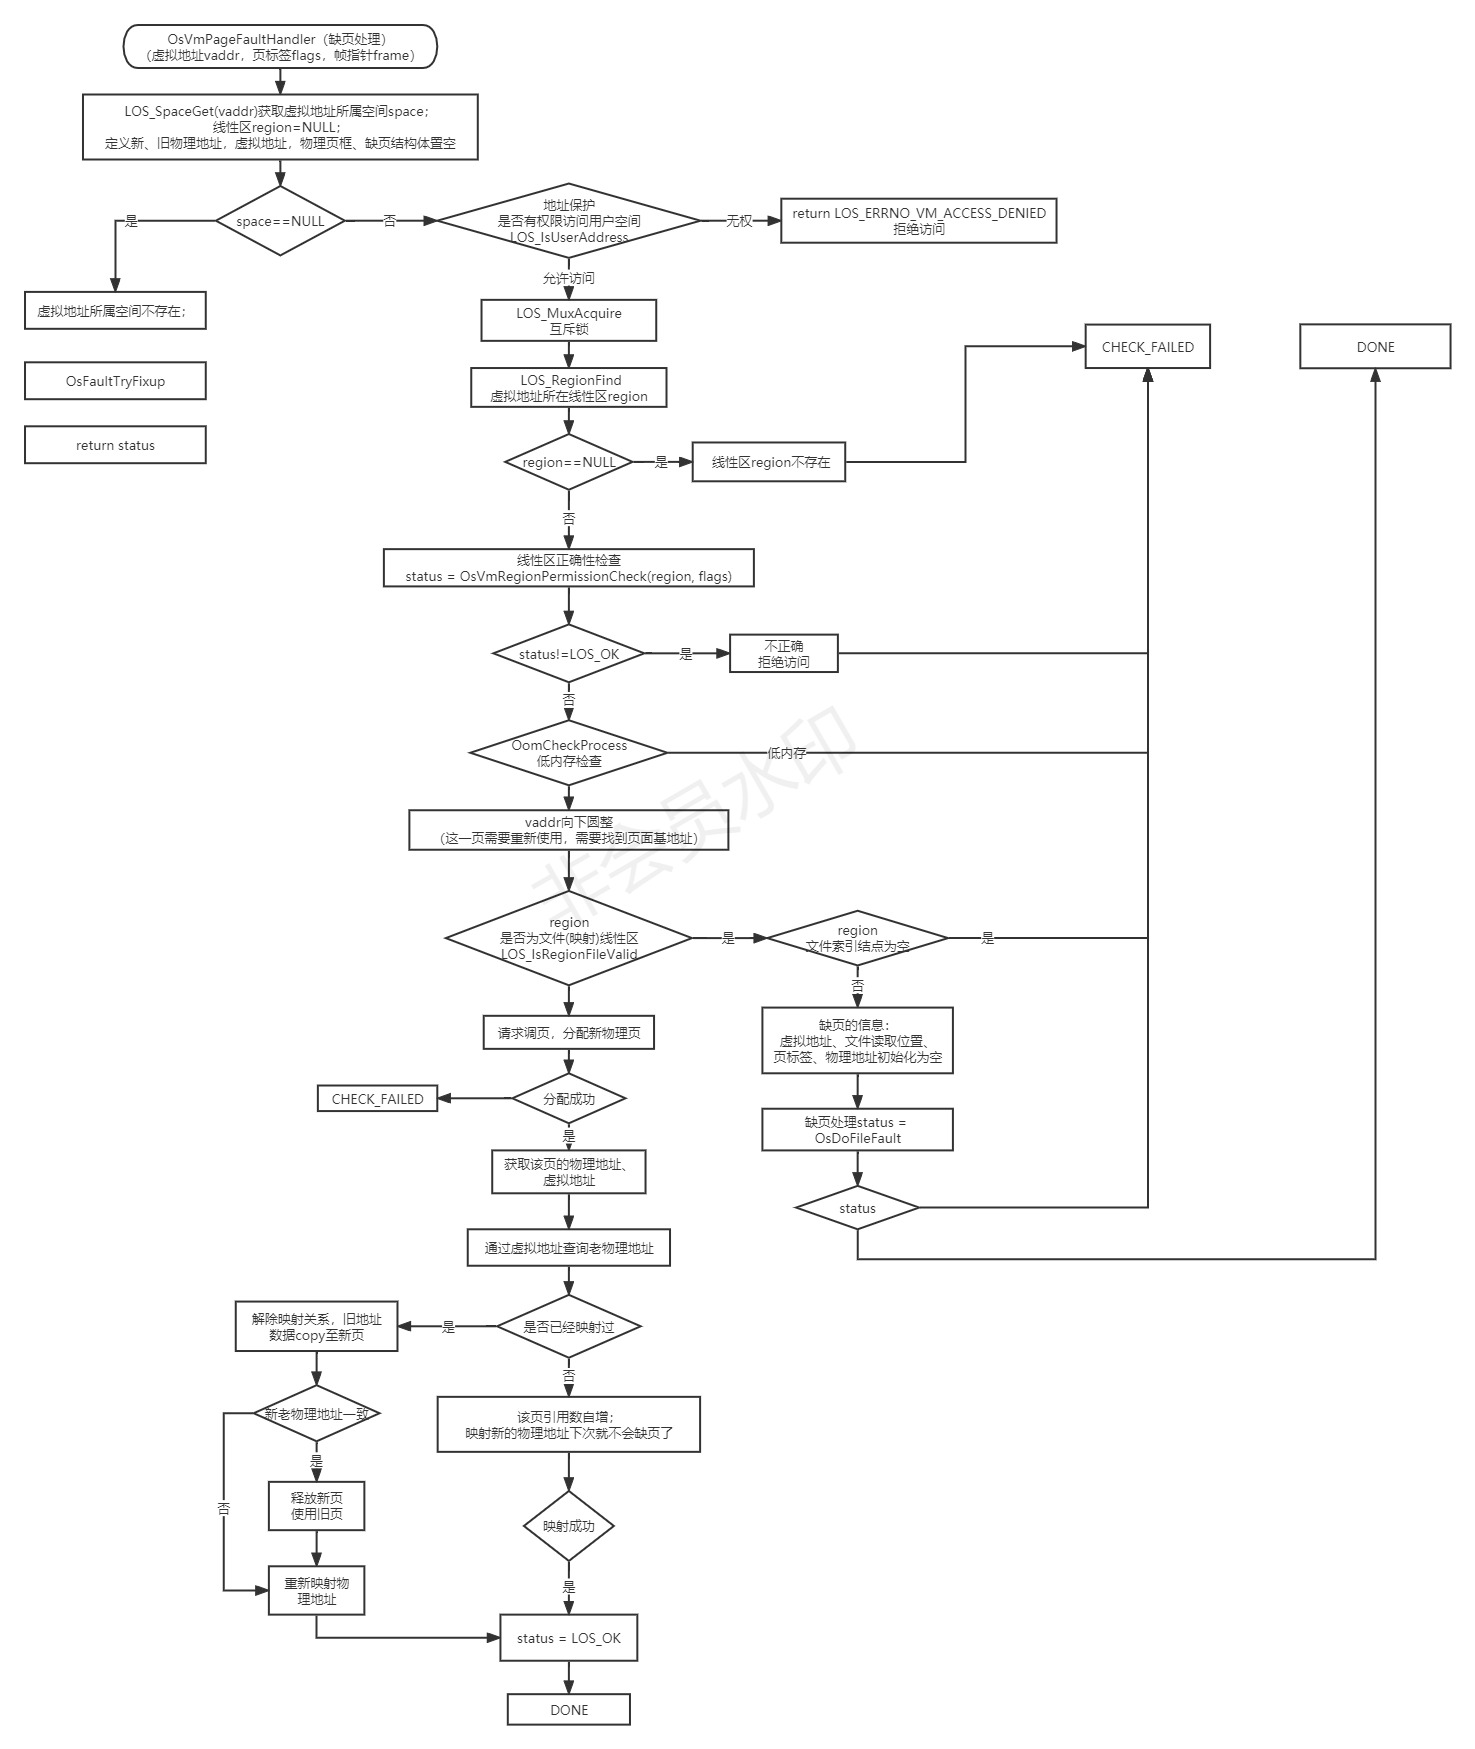 OsVmPageFaultHandler（缺页处理）
（虚拟地址vaddr，页标签flags，帧指针frame）
LOS_SpaceGet(vaddr)获取虚拟地址所属空间space；
线性区region=NULL；
定义新、旧物理地址，虚拟地址，物理页框、缺页结构体置空
space==NULL
是
否
地址保护
是否有权限访问用户空间
LOS_IsUserAddress
无权
return LOS_ERRNO_VM_ACCESS_DENIED
拒绝访问
虚拟地址所属空间不存在；
OsFaultTryFixup
return status
允许访问
LOS_MuxAcquire
互斥锁
LOS_RegionFind
虚拟地址所在线性区region
CHECK_FAILED
DONE
region==NULL
是
线性区region不存在
否
线性区正确性检查
status = OsVmRegionPermissionCheck(region, flags)
status!=LOS_OK
是
不正确
拒绝访问
否
OomCheckProcess
低内存检查
低内存
vaddr向下圆整
（这一页需要重新使用，需要找到页面基地址）
非会员水印
region
是否为文件(映射)线性区
LOS_IsRegionFileValid
是
region
文件索引结点为空
是
否
缺页的信息：
虚拟地址、文件读取位置、
页标签、物理地址初始化为空
缺页处理status =
OsDoFileFault
status
请求调页，分配新物理页
分配成功
CHECK_FAILED
是
获取该页的物理地址、
虚拟地址
通过虚拟地址查询老物理地址
是否已经映射过
是
解除映射关系，旧地址
数据copy至新页
新老物理地址一致
是
否
释放新页
使用旧页
重新映射物
理地址
否
该页引用数自增；
映射新的物理地址下次就不会缺页了
映射成功
是
status = LOS_OK
DONE